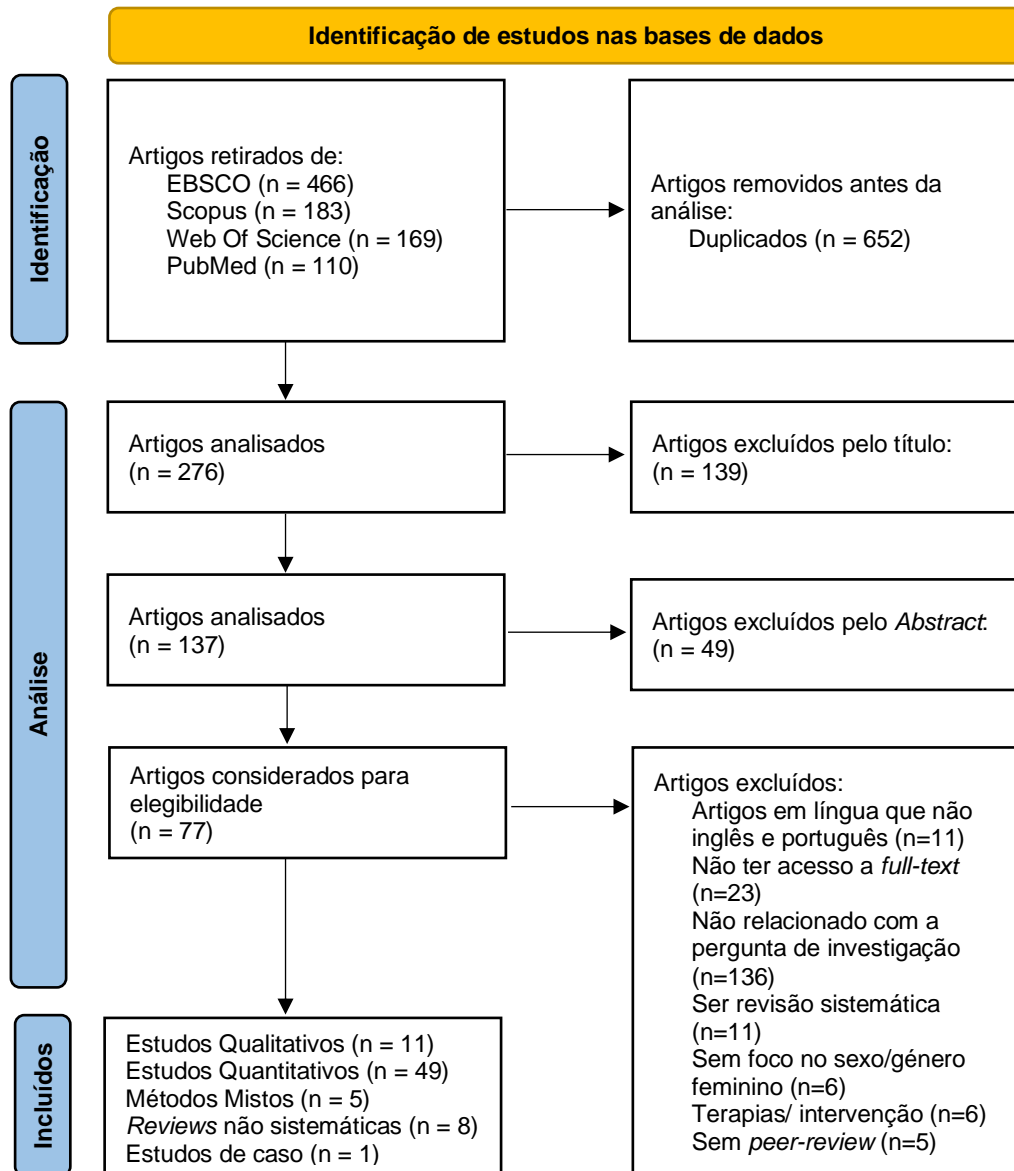 Identificação de estudos nas bases de dados
Identificação
Artigos retirados de:
EBSCO (n = 466)
Scopus (n = 183)
Web Of Science (n = 169)
PubMed (n = 110)
Artigos removidos antes da
análise:
Duplicados (n = 652)
Análise
Artigos analisados
(n = 276)
Artigos excluídos pelo título:
(n = 139)
Artigos analisados
(n = 137)
Artigos excluídos pelo Abstract:
(n = 49)
Artigos considerados para
elegibilidade
(n = 77)
Artigos excluídos:
Artigos em língua que não
inglês e português (n=11)
Não ter acesso a full-text
(n=23)
Não relacionado com a
pergunta de investigação
(n=136)
Ser revisão sistemática
(n=11)
Sem foco no sexo/género
feminino (n=6)
Terapias/ intervenção (n=6)
Sem peer-review (n=5)
Incluídos
Estudos Qualitativos (n = 11)
Estudos Quantitativos (n = 49)
Métodos Mistos (n = 5)
Reviews não sistemáticas (n = 8)
Estudos de caso (n = 1)